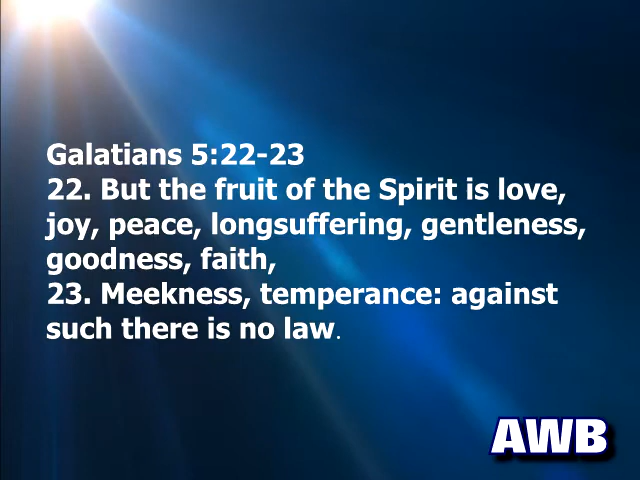 Galatians 5:22-23
22. But the fruit of the Spirit is love,
joy, peace, longsuffering, gentleness,
goodness, faith,
23. Meekness, temperance: against
such there is no law.
AWB